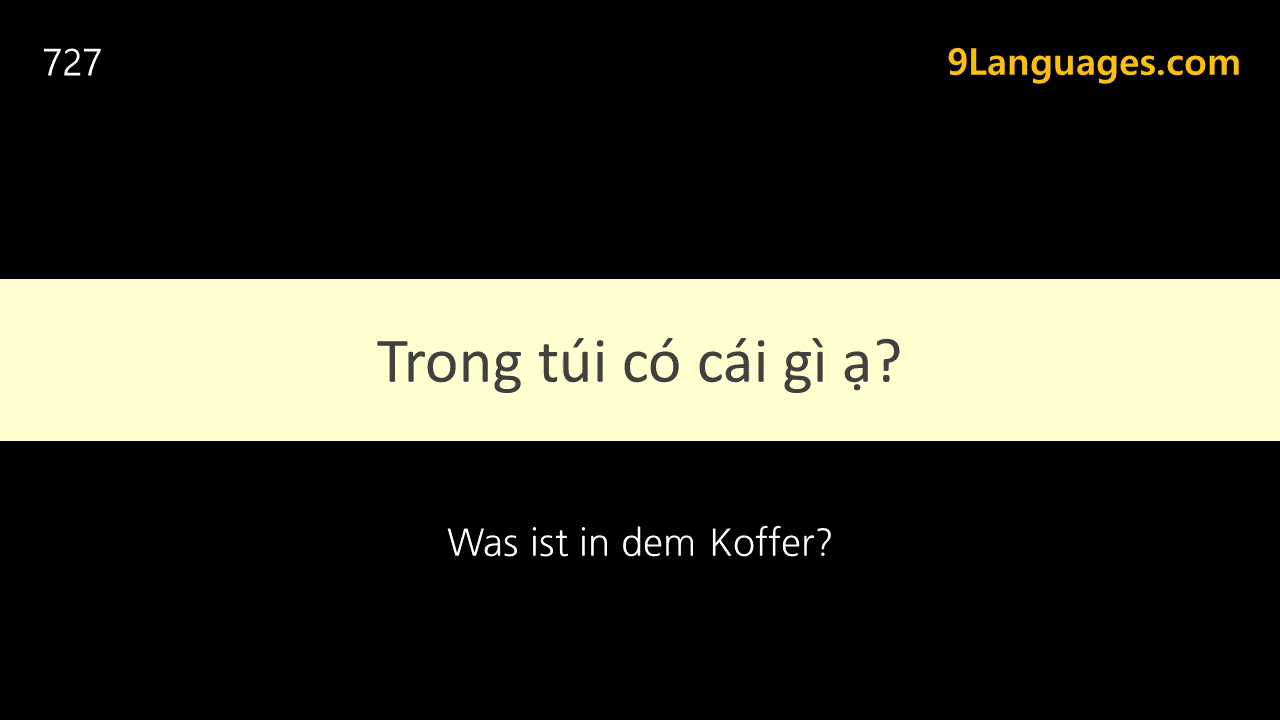 727
9Languages.com
Trong túi có cái gì ạ?
Was ist in dem Koffer?